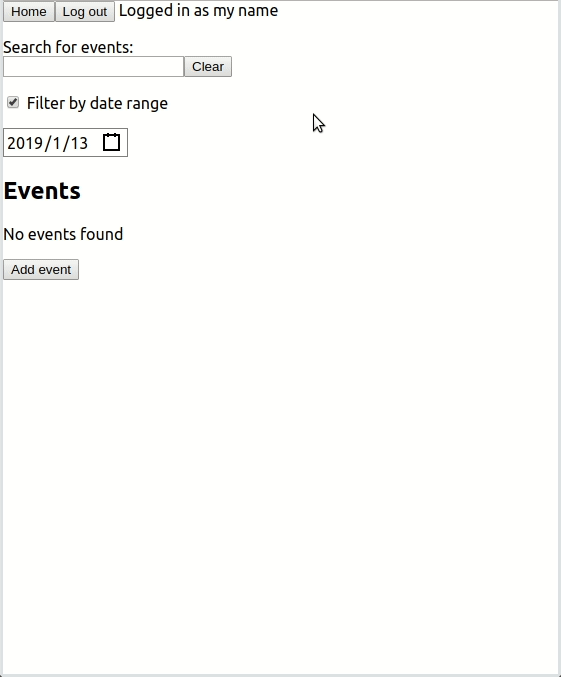 Home Log out Logged in as my name
Search for events:
Clear
Filter by date range
2019/1/13
Events
No events found
Add event